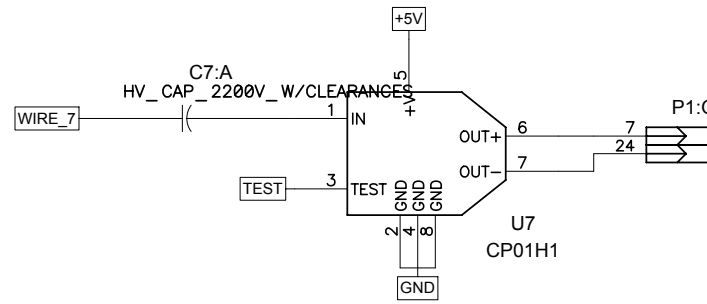 +5V
C7:A
HV_CAP_2200V_W/CLEARANCES
5
+V
WIRE_7
1
IN
P1:C
OUT+
6
7
24
OUT-
7
TEST
3
TEST
GND
GND
GND
2
4
8
U7
CP01H1
GND